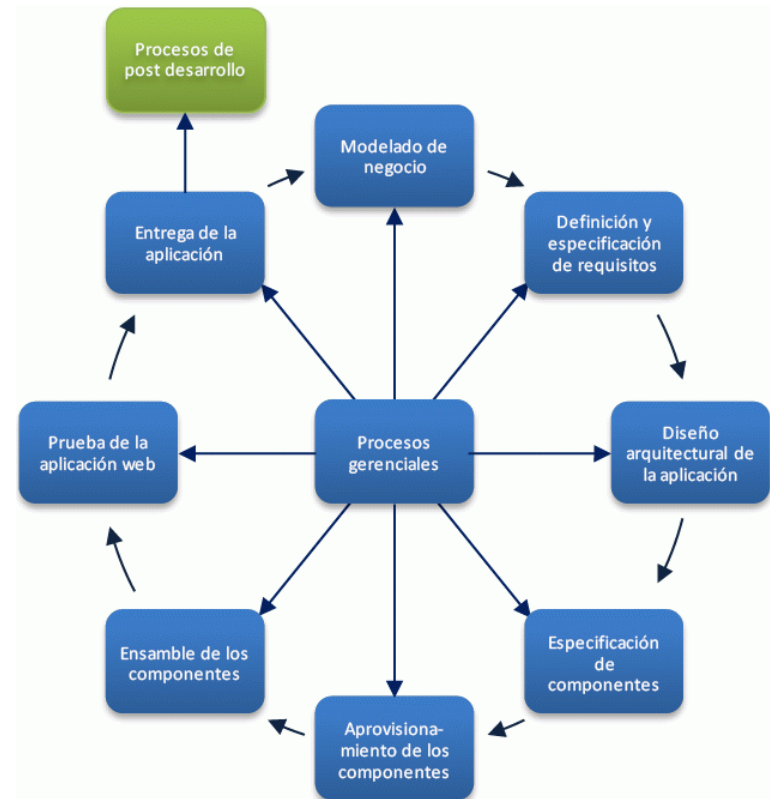 Procesos de
post desarrollo
Modelado de
negocio
Entrega de la
aplicación
Definición y
especificación
de requisitos
Prueba de la
aplicación web
Procesos
gerenciales
Diseño
arquitectural de
la aplicación
Ensamble de los
componentes
Especificación
de
componentes
Aprovisiona-
miento de los
componentes